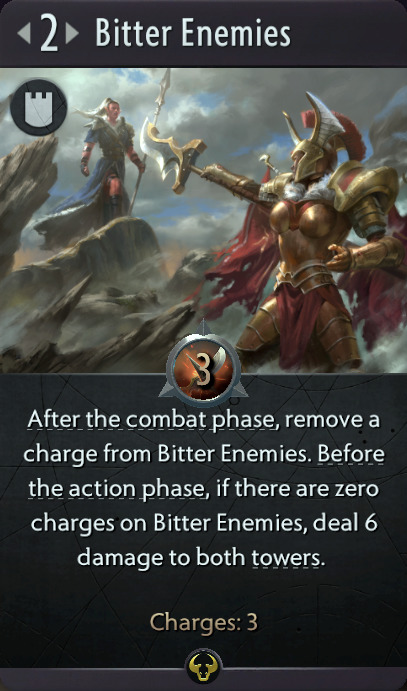 2 Bitter Enemies
3
After the combat phase, remove a
charge from Bitter Enemies. Before
the action phase, if there are zero
charges on Bitter Enemies, deal 6
damage to both towers.
Charges: 3